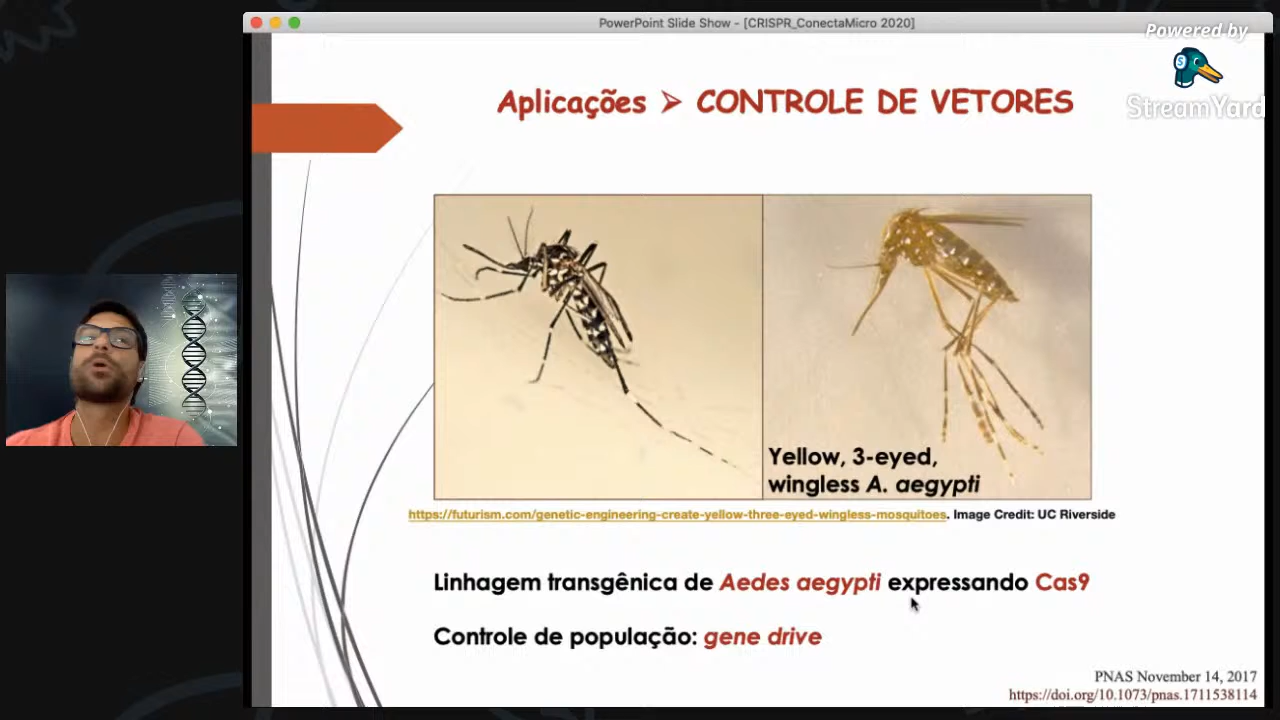 PowerPoint Slide Show - [CRISPR_ConectaMicro 2020]
Powered by
S
StreamYard
Aplicações ➢ CONTROLE DE VETORES
Yellow, 3-eyed,
wingless A. aegypti
https://futurism.com/genetic-engineering-create-yellow-three-eyed-wingless-mosquitoes. Image Credit: UC Riverside
Linhagem transgênica de Aedes aegypti expressando Cas9
Controle de população: gene drive
PNAS November 14, 2017
https://doi.org/10.1073/pnas.1711538114